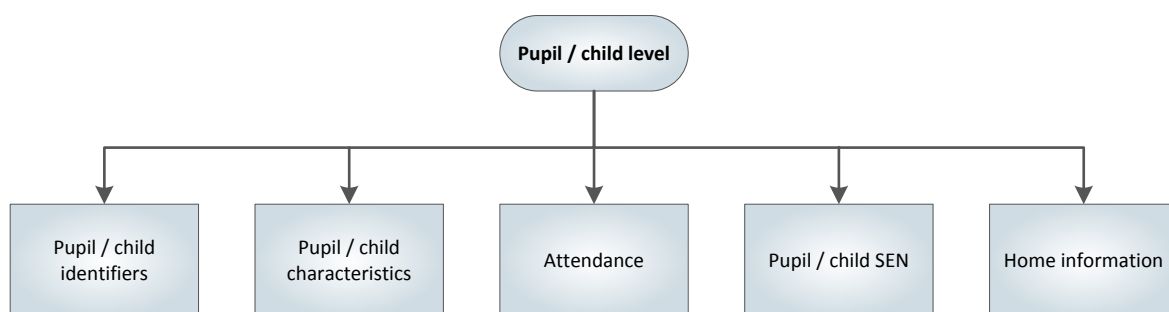 Pupil / child level
Pupil / child
identifiers
Pupil / child
characteristics
Attendance
Pupil / child SEN
Home information